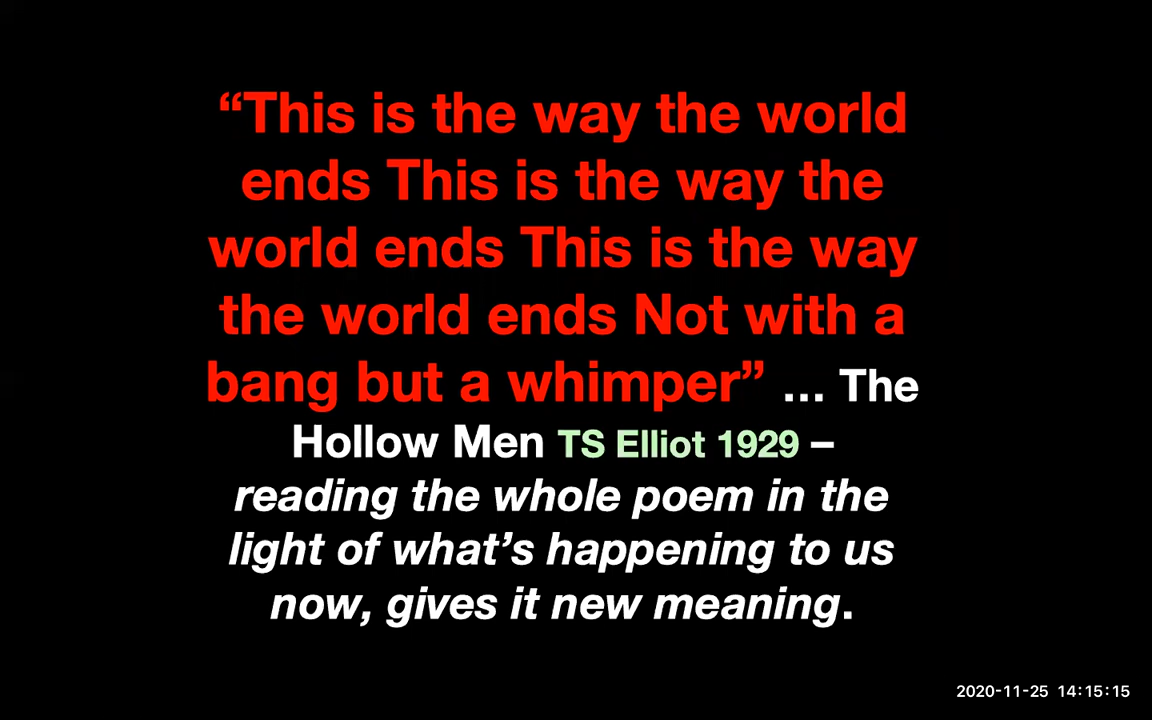 “This is the way the world
ends This is the way the
world ends This is the way
the world ends Not with a
bang but a whimper” ... The
Hollow Men TS Elliot 1929 –
reading the whole poem in the
light of what’s happening to us
now, gives it new meaning.
2020-11-25 14:15:15